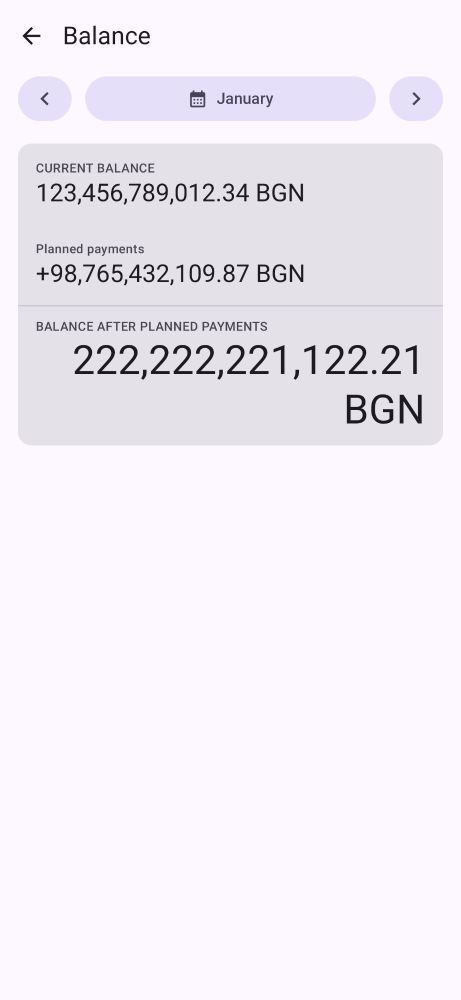 Balance
January
CURRENT BALANCE
123,456,789,012.34 BGN
Planned payments
+98,765,432,109.87 BGN
BALANCE AFTER PLANNED PAYMENTS
222,222,221,122.21
BGN